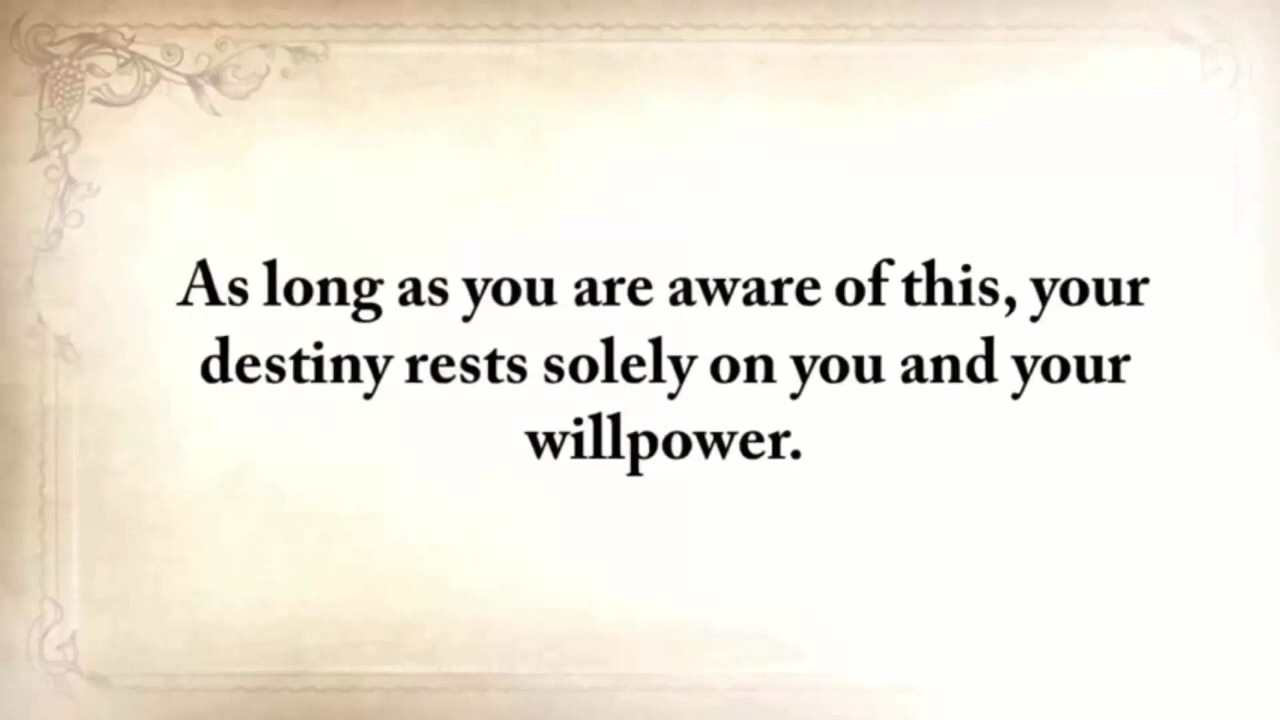 As long as you are aware of this, your
destiny rests solely on you and your
willpower.